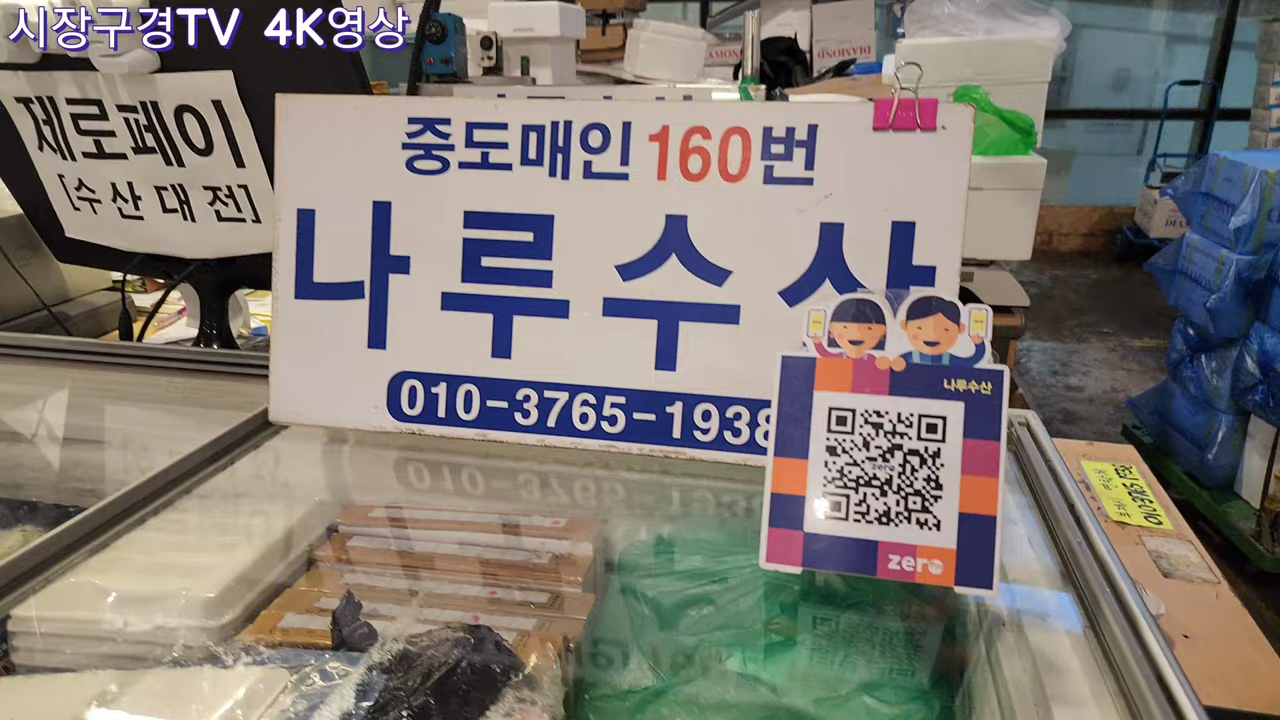 시장구경TV 4K영상
제로페이
[수산대전]
중도매인 160번
나루수산
010-3765-1938
나루수산
zero